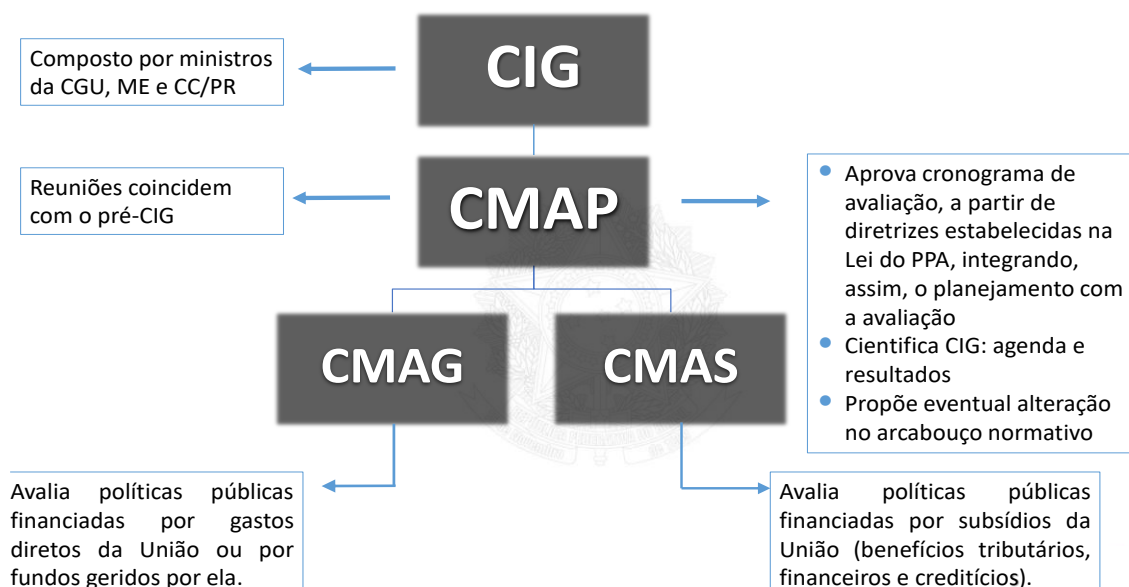 CIG
Composto por ministros
da CGU, ME e CC/PR
CMAP
Reuniões coincidem
com o pré-CIG
• Aprova cronograma de
avaliação, a partir de
diretrizes estabelecidas na
Lei do PPA, integrando,
assim, o planejamento com
a avaliação
• Cientifica CIG: agenda e
resultados
• Propõe eventual alteração
no arcabouço normativo
CMAG
CMAS
Avalia políticas públicas
financiadas por gastos
diretos da União ou por
fundos geridos por ela.
Avalia políticas públicas
financiadas por subsídios da
União (benefícios tributários,
financeiros e creditícios).